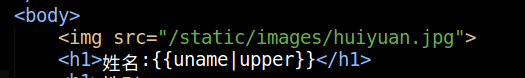 <body>
<img src="/static/images/huiyuan.jpg">
<h1>姓名:{{uname|upper}}</h1>